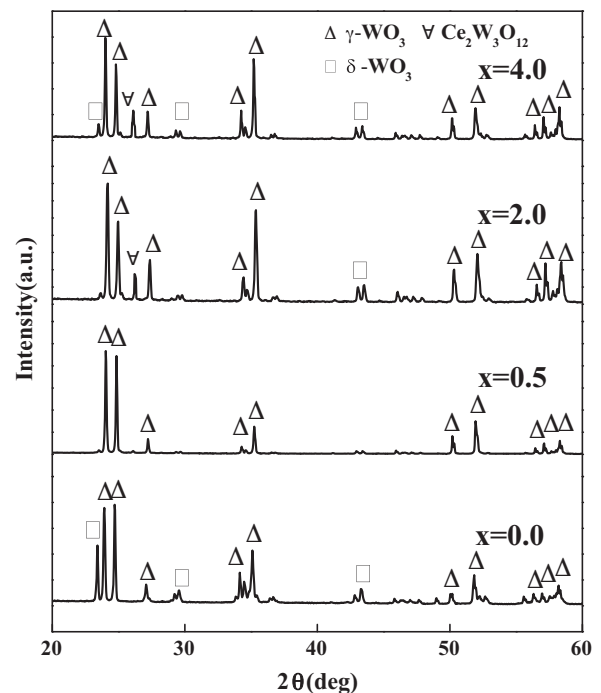 Δ γ-WO₃ ∀ Ce₂W₃O₁₂
□ δ-WO₃
x=4.0
x=2.0
x=0.5
x=0.0
Intensity(a.u.)
20 30 40 50 60
2θ(deg)